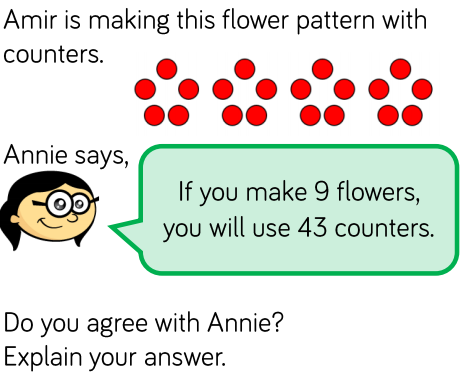 Amir is making this flower pattern with
counters.
Annie says,
If you make 9 flowers,
you will use 43 counters.
Do you agree with Annie?
Explain your answer.